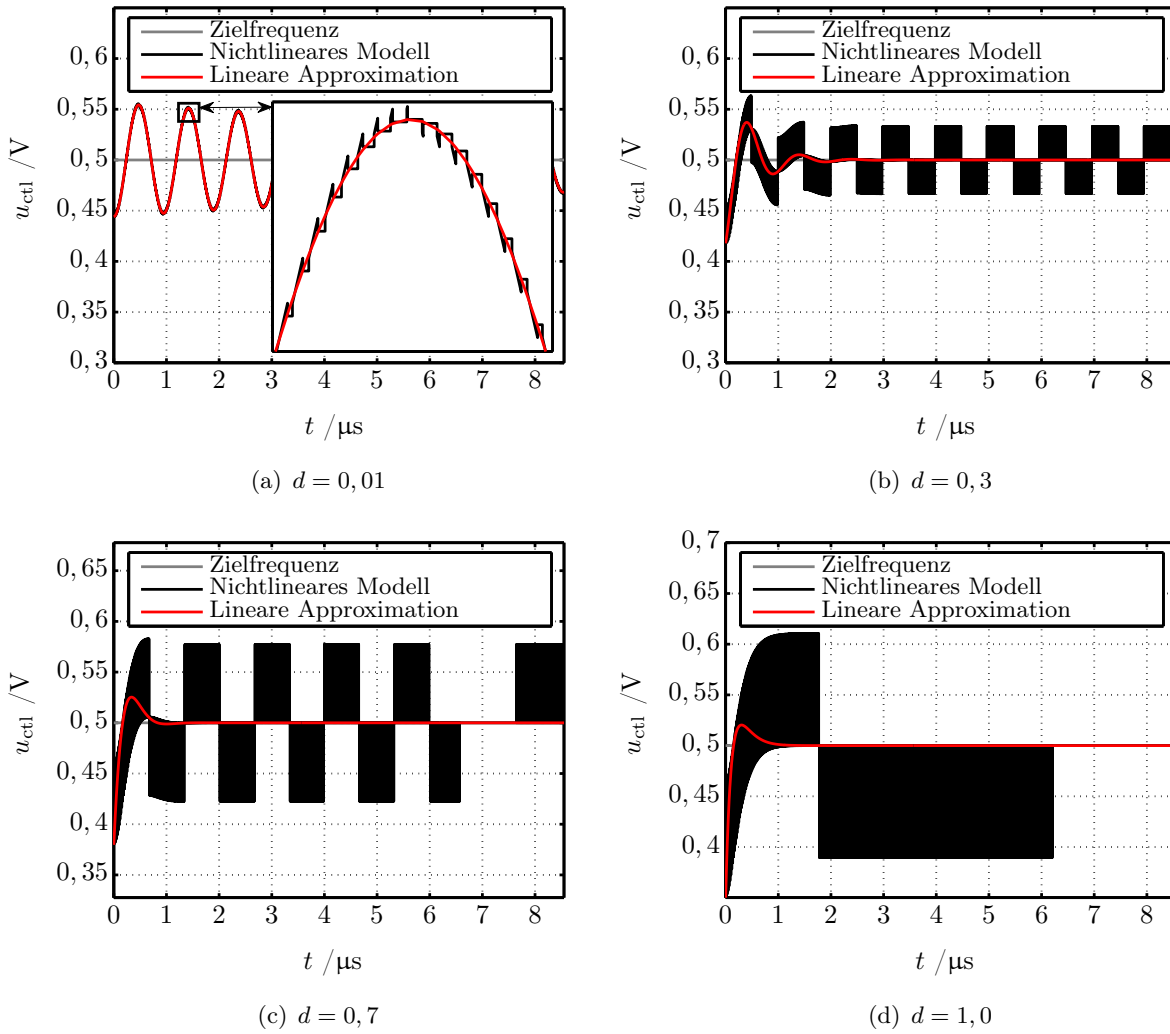 Zielfrequenz
Nichtlineares Modell
Lineare Approximation
0, 6
0, 55
0, 5
0, 45
0, 4
0, 35
0, 3
u_ctl /V
0 1 2 3 4 5 6 7 8
t /µs
(a) d = 0, 01
Zielfrequenz
Nichtlineares Modell
Lineare Approximation
0, 6
0, 55
0, 5
0, 45
0, 4
0, 35
0, 3
u_ctl /V
0 1 2 3 4 5 6 7 8
t /µs
(b) d = 0, 3
Zielfrequenz
Nichtlineares Modell
Lineare Approximation
0, 65
0, 6
0, 55
0, 5
0, 45
0, 4
0, 35
u_ctl /V
0 1 2 3 4 5 6 7 8
t /µs
(c) d = 0, 7
Zielfrequenz
Nichtlineares Modell
Lineare Approximation
0, 7
0, 65
0, 6
0, 55
0, 5
0, 45
0, 4
u_ctl /V
0 1 2 3 4 5 6 7 8
t /µs
(d) d = 1, 0